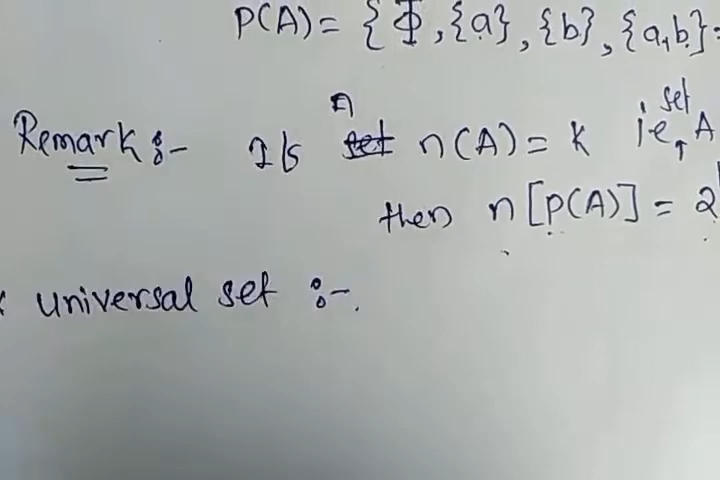 P(A) = { Φ, {a}, {b}, {a,b} }
Remark :- If n(A) = k ie, set A
then n[P(A)] = 2
universal set :-